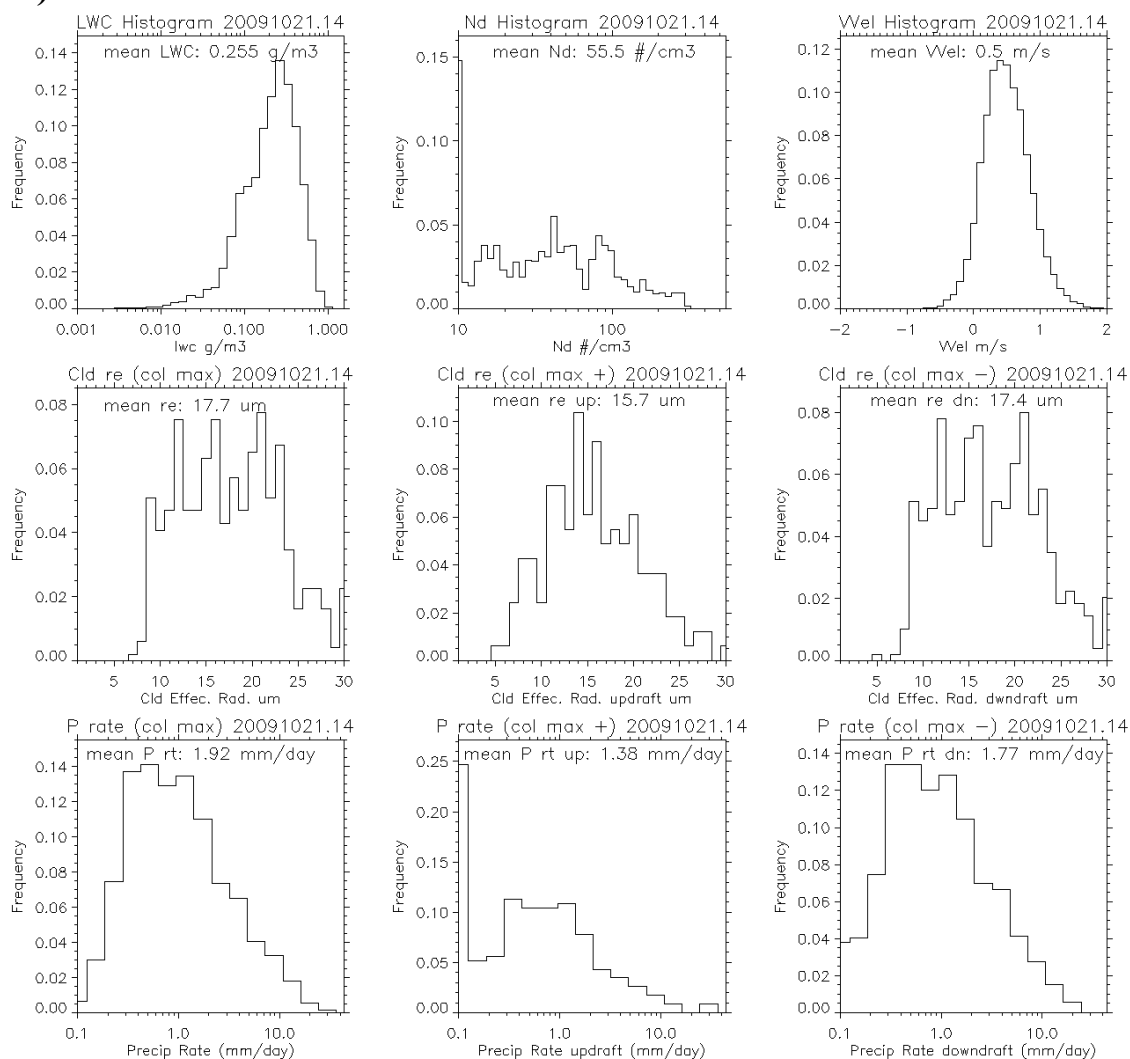 )
LWC Histogram 20091021.14
mean LWC: 0.255 g/m3
Frequency
0.14
0.12
0.10
0.08
0.06
0.04
0.02
0.00
0.001 0.010 0.100 1.000
lwc g/m3
Nd Histogram 20091021.14
mean Nd: 55.5 #/cm3
Frequency
0.15
0.10
0.05
0.00
10 100
Nd #/cm3
Wel Histogram 20091021.14
mean Wel: 0.5 m/s
Frequency
0.12
0.10
0.08
0.06
0.04
0.02
0.00
-2 -1 0 1 2
Wel m/s
Cld re (col max) 20091021.14
mean re: 17.7 um
Frequency
0.08
0.06
0.04
0.02
0.00
5 10 15 20 25 30
Cld Effec. Rad. um
Cld re (col max +) 20091021.14
mean re up: 15.7 um
Frequency
0.10
0.08
0.06
0.04
0.02
0.00
5 10 15 20 25 30
Cld Effec. Rad. updraft um
Cld re (col max -) 20091021.14
mean re dn: 17.4 um
Frequency
0.08
0.06
0.04
0.02
0.00
5 10 15 20 25 30
Cld Effec. Rad. dwndraft um
P rate (col max) 20091021.14
mean P rt: 1.92 mm/day
Frequency
0.14
0.12
0.10
0.08
0.06
0.04
0.02
0.00
0.1 1.0 10.0
Precip Rate (mm/day)
P rate (col max +) 20091021.14
mean P rt up: 1.38 mm/day
Frequency
0.25
0.20
0.15
0.10
0.05
0.00
0.1 1.0 10.0
Precip Rate updraft (mm/day)
P rate (col max -) 20091021.14
mean P rt dn: 1.77 mm/day
Frequency
0.14
0.12
0.10
0.08
0.06
0.04
0.02
0.00
0.1 1.0 10.0
Precip Rate downdraft (mm/day)